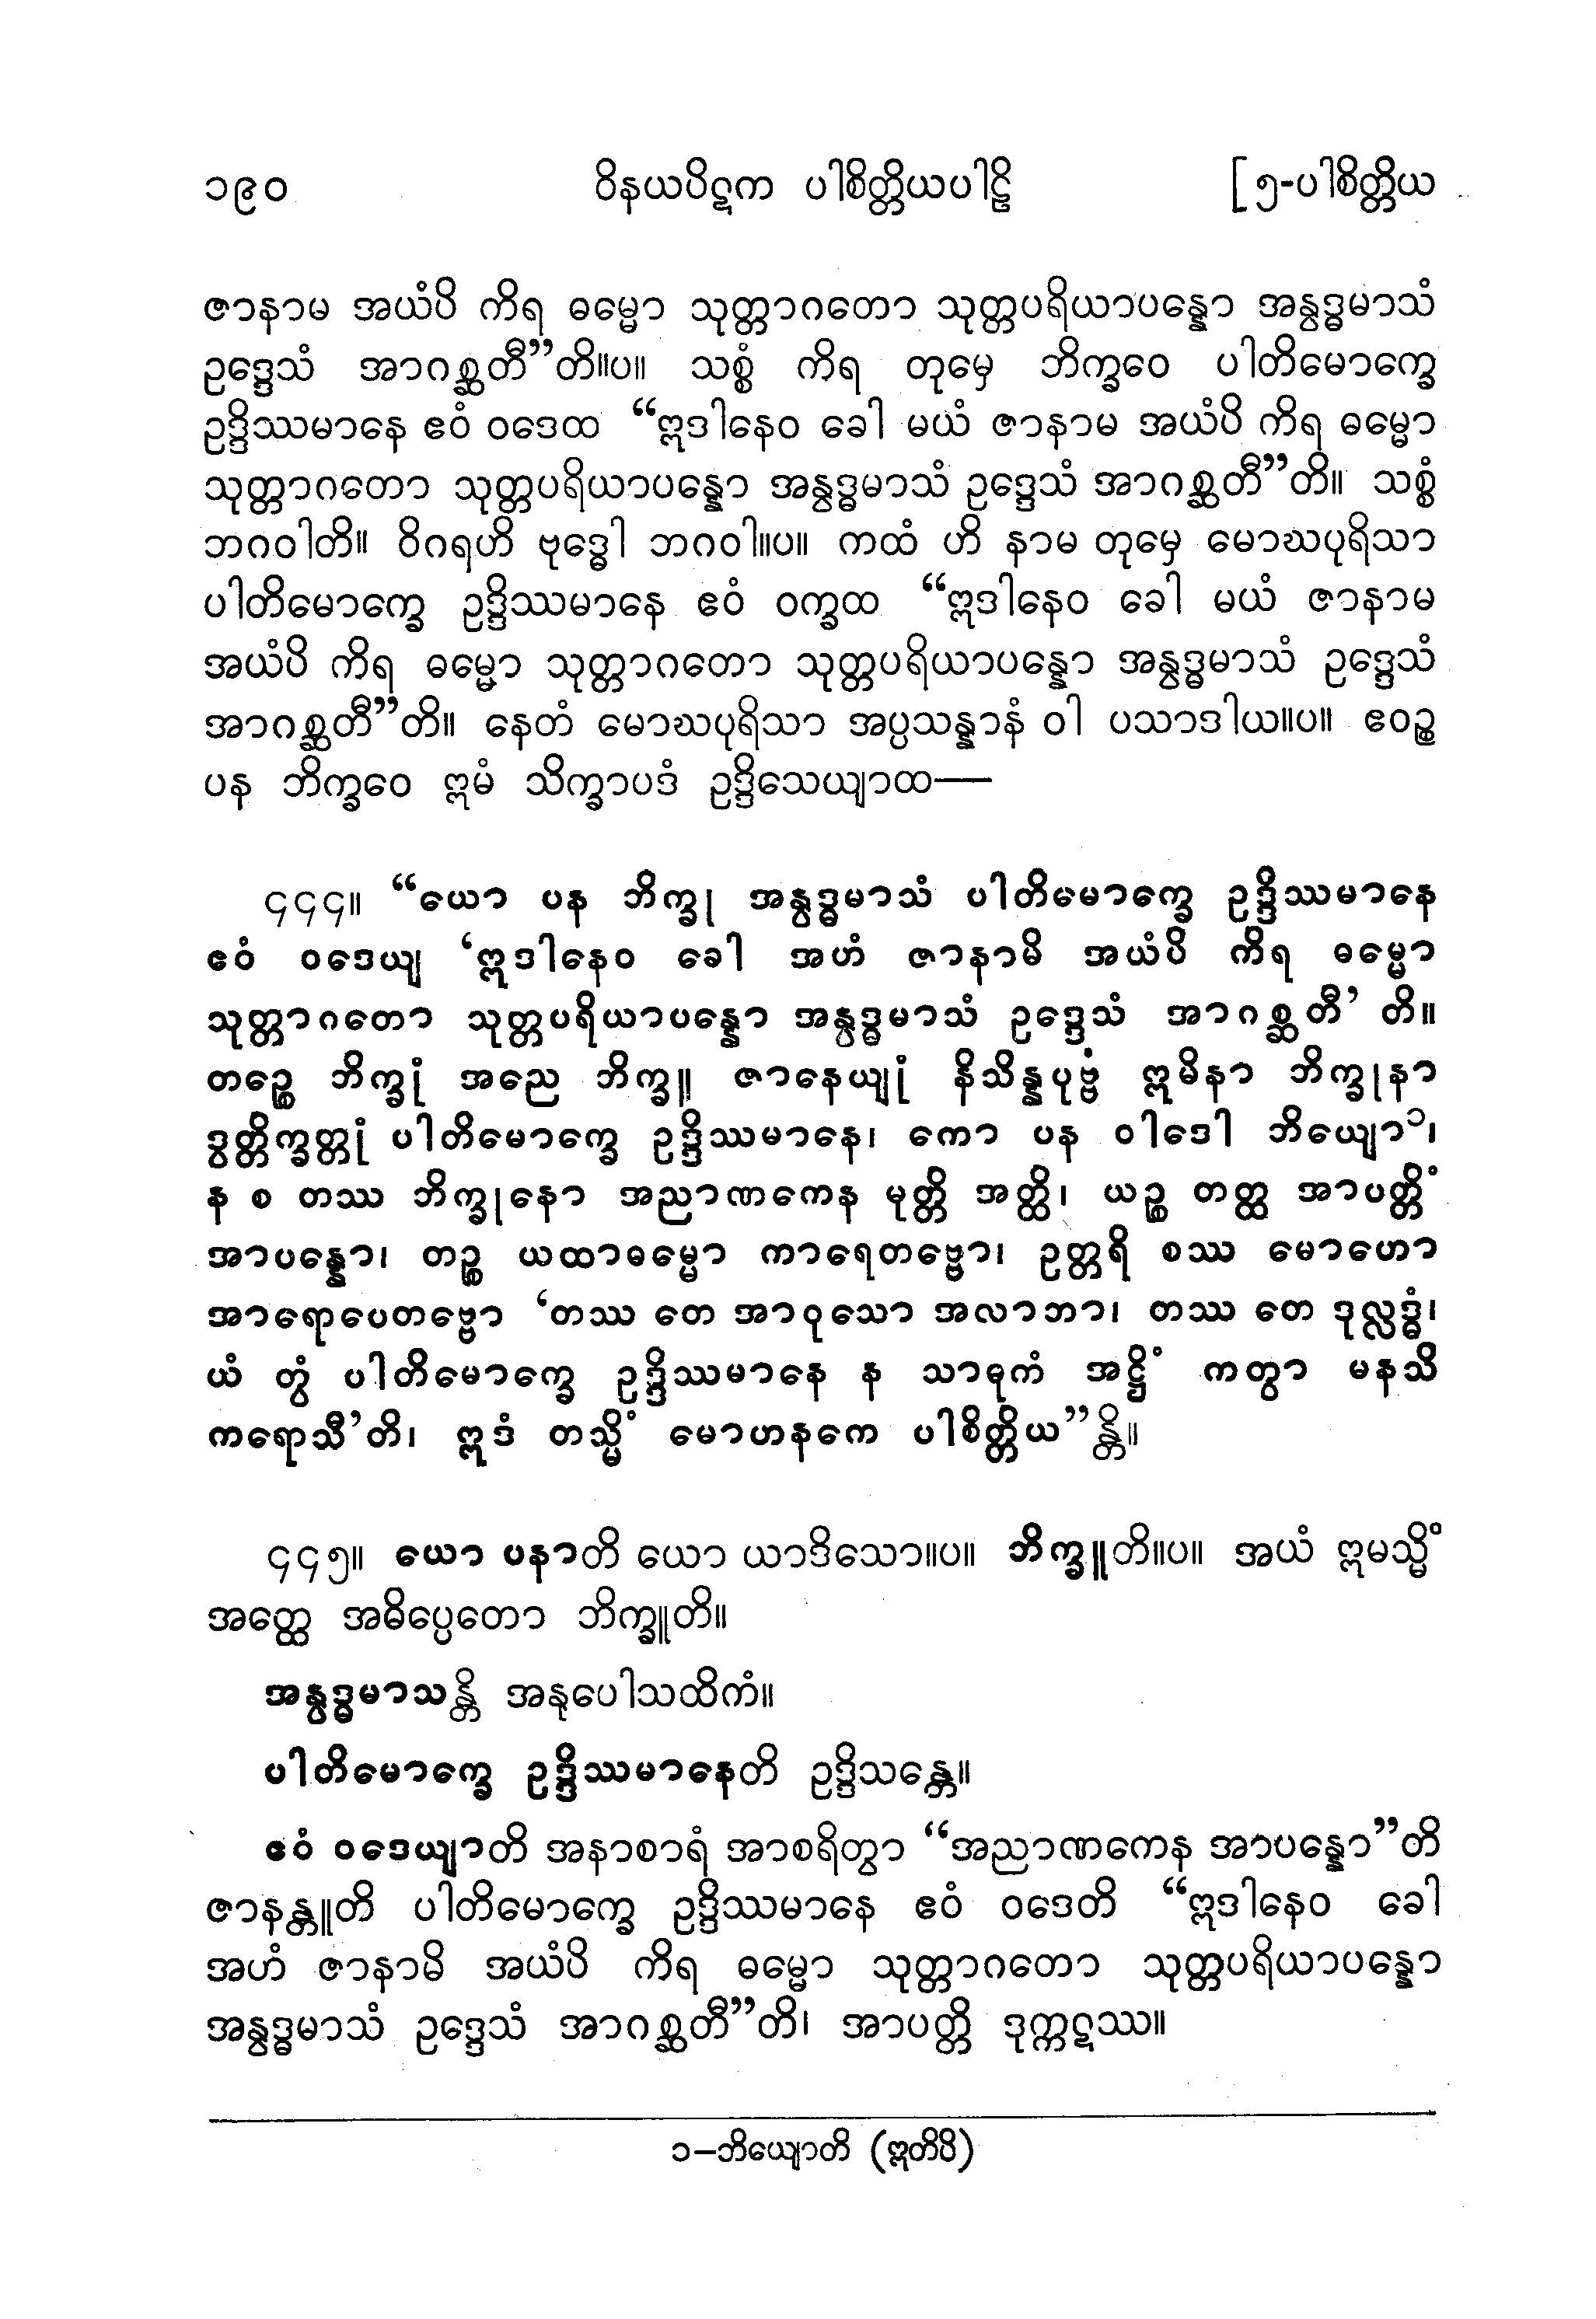 ၁၉၀ ဝိနယပိဋက ပါစိတ္တိယပါဠိ [၅-ပါစိတ္တိယ
ဇာနာမ အယံပိ ကိရ ဓမ္မော သုတ္တာဂတော သုတ္တပရိယာပန္နော အနွဒ္ဓမာသံ
ဥဒ္ဒေသံ အာဂစ္ဆတီ”တိ။ပ။ သစ္စံ ကိရ တုမှေ ဘိက္ခဝေ ပါတိမောက္ခေ
ဥဒ္ဒိဿမာနေ ဧဝံ ဝဒေထ “ဣဒါနေဝ ခေါ မယံ ဇာနာမ အယံပိ ကိရ ဓမ္မော
သုတ္တာဂတော သုတ္တပရိယာပန္နော အနွဒ္ဓမာသံ ဥဒ္ဒေသံ အာဂစ္ဆတီ”တိ။ သစ္စံ
ဘဂဝါတိ။ ဝိဂရဟိ ဗုဒ္ဓေါ ဘဂဝါ။ပ။ ကထံ ဟိ နာမ တုမှေ မောဃပုရိသာ
ပါတိမောက္ခေ ဥဒ္ဒိဿမာနေ ဧဝံ ဝက္ခထ “ဣဒါနေဝ ခေါ မယံ ဇာနာမ
အယံပိ ကိရ ဓမ္မော သုတ္တာဂတော သုတ္တပရိယာပန္နော အနွဒ္ဓမာသံ ဥဒ္ဒေသံ
အာဂစ္ဆတီ”တိ။ နေတံ မောဃပုရိသာ အပ္ပသန္နာနံ ဝါ ပသာဒါယ။ပ။ ဧဝဉ္စ
ပန ဘိက္ခဝေ ဣမံ သိက္ခာပဒံ ဥဒ္ဒိသေယျာထ—
၄၄၄။ “ယော ပန ဘိက္ခု အနွဒ္ဓမာသံ ပါတိမောက္ခေ ဥဒ္ဒိဿမာနေ
ဧဝံ ဝဒေယျ ‘ဣဒါနေဝ ခေါ အဟံ ဇာနာမိ အယံပိ ကိရ ဓမ္မော
သုတ္တာဂတော သုတ္တပရိယာပန္နော အနွဒ္ဓမာသံ ဥဒ္ဒေသံ အာဂစ္ဆတီ’ တိ။
တဉ္စေ ဘိက္ခုံ အညေ ဘိက္ခူ ဇာနေယျုံ နိသိန္နပုဗ္ဗံ ဣမိနာ ဘိက္ခုနာ
ဒွတ္တိက္ခတ္တုံ ပါတိမောက္ခေ ဥဒ္ဒိဿမာနေ၊ ကော ပန ဝါဒေါ ဘိယျော၁၊
န စ တဿ ဘိက္ခုနော အညာဏကေန မုတ္တိ အတ္ထိ၊ ယဉ္စ တတ္ထ အာပတ္တိံ
အာပန္နော၊ တဉ္စ ယထာဓမ္မော ကာရေတဗ္ဗော၊ ဥတ္တရိ စဿ မောဟော
အာရောပေတဗ္ဗော ‘တဿ တေ အာဝုသော အလာဘာ၊ တဿ တေ ဒုလ္လဒ္ဓံ၊
ယံ တွံ ပါတိမောက္ခေ ဥဒ္ဒိဿမာနေ န သာဓုကံ အဋ္ဌိံ ကတွာ မနသိ
ကရောသီ’တိ၊ ဣဒံ တသ္မိံ မောဟနကေ ပါစိတ္တိယ”န္တိ။
၄၄၅။ ယော ပနာတိ ယော ယာဒိသော။ပ။ ဘိက္ခူတိ။ပ။ အယံ ဣမသ္မိံ
အတ္ထေ အဓိပ္ပေတော ဘိက္ခူတိ။
အနွဒ္ဓမာသန္တိ အနုပေါသထိကံ။
ပါတိမောက္ခေ ဥဒ္ဒိဿမာနေတိ ဥဒ္ဒိသန္တေ။
ဧဝံ ဝဒေယျာတိ အနာစာရံ အာစရိတွာ “အညာဏကေန အာပန္နော”တိ
ဇာနန္တူတိ ပါတိမောက္ခေ ဥဒ္ဒိဿမာနေ ဧဝံ ဝဒေတိ “ဣဒါနေဝ ခေါ
အဟံ ဇာနာမိ အယံပိ ကိရ ဓမ္မော သုတ္တာဂတော သုတ္တပရိယာပန္နော
အနွဒ္ဓမာသံ ဥဒ္ဒေသံ အာဂစ္ဆတီ”တိ၊ အာပတ္တိ ဒုက္ကဋဿ။
၁–ဘိယျောတိ (ဣတိပိ)